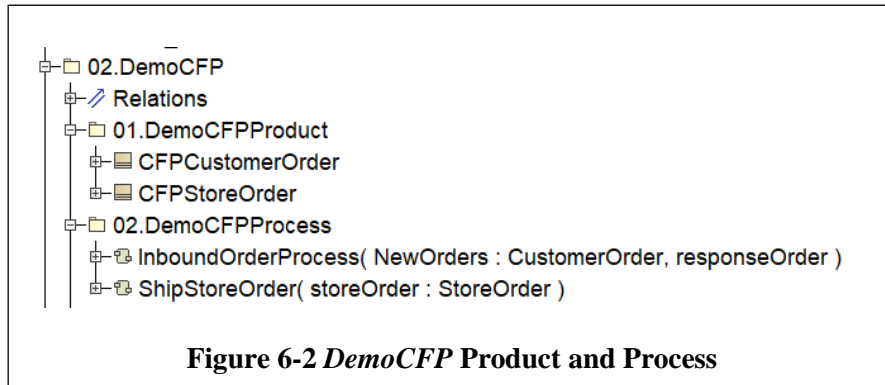 02.DemoCFP
Relations
01.DemoCFPProduct
CFPCustomerOrder
CFPStoreOrder
02.DemoCFPProcess
InboundOrderProcess( NewOrders : CustomerOrder, responseOrder )
ShipStoreOrder( storeOrder : StoreOrder )
Figure 6-2 DemoCFP Product and Process